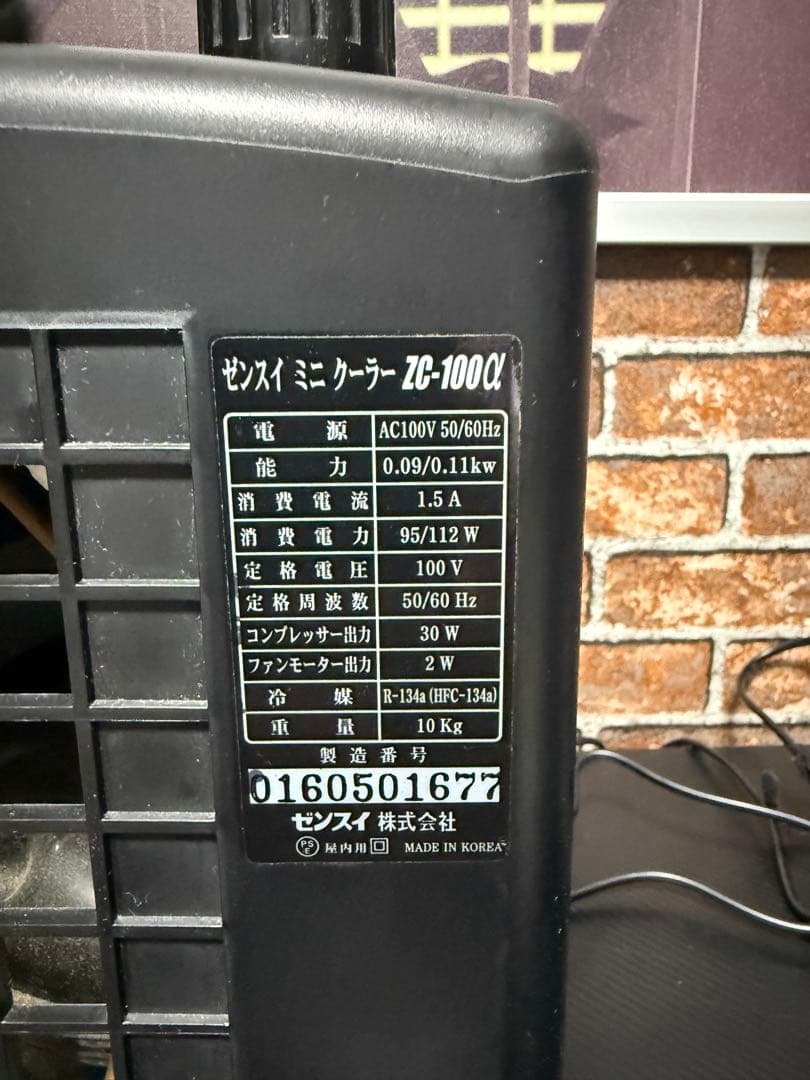 ゼンスイ ミニ クーラー ZC-100α
電源 AC100V 50/60Hz
能力 0.09/0.11kw
消費電流 1.5 A
消費電力 95/112 W
定格電圧 100 V
定格周波数 50/60 Hz
コンプレッサー出力 30 W
ファンモーター出力 2 W
冷媒 R-134a (HFC-134a)
重量 10 Kg
製造番号
0160501677
ゼンスイ 株式会社
PSE 屋内用 MADE IN KOREA